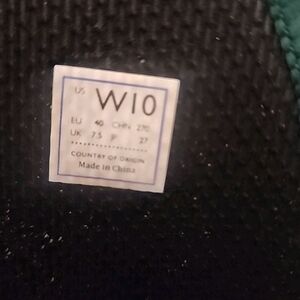 US W10
EU 40 CHN 270
UK 7.5 JP 27
COUNTRY OF ORIGIN
Made in China